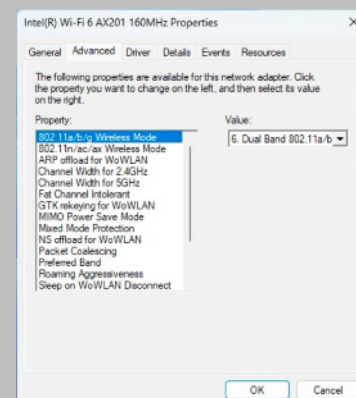 Intel(R) Wi-Fi 6 AX201 160MHz Properties
General Advanced Driver Details Events Resources
The following properties are available for this network adapter. Click
the property you want to change on the left, and then select its value
on the right.
Property: Value:
802.11a/b/g Wireless Mode 6. Dual Band 802.11a/b
802.11n/ac/ax Wireless Mode
ARP offload for WoWLAN
Channel Width for 2.4GHz
Channel Width for 5GHz
Fat Channel Intolerant
GTK rekeying for WoWLAN
MIMO Power Save Mode
Mixed Mode Protection
NS offload for WoWLAN
Packet Coalescing
Preferred Band
Roaming Aggressiveness
Sleep on WoWLAN Disconnect
OK Cancel